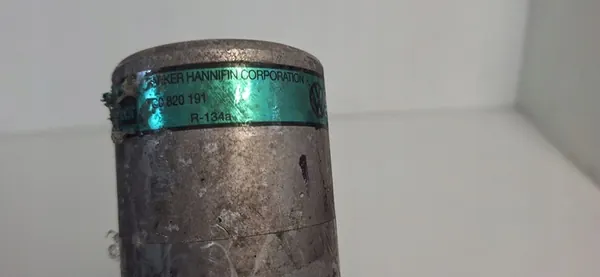 KER HANNIFIN CORPORATION
820 191
R-134a